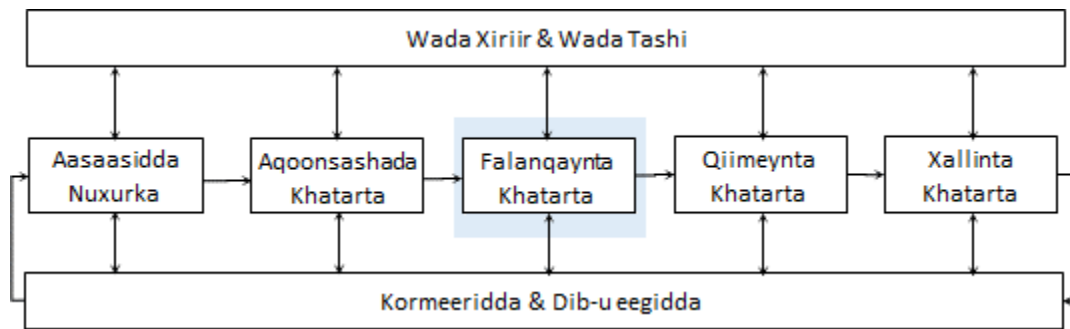 Wada Xiriir & Wada Tashi
Aasaasidda
Nuxurka
Aqoonsashada
Khatarta
Falanqaynta
Khatarta
Qiimeynta
Khatarta
Xallinta
Khatarta
Kormeeridda & Dib-u eegidda